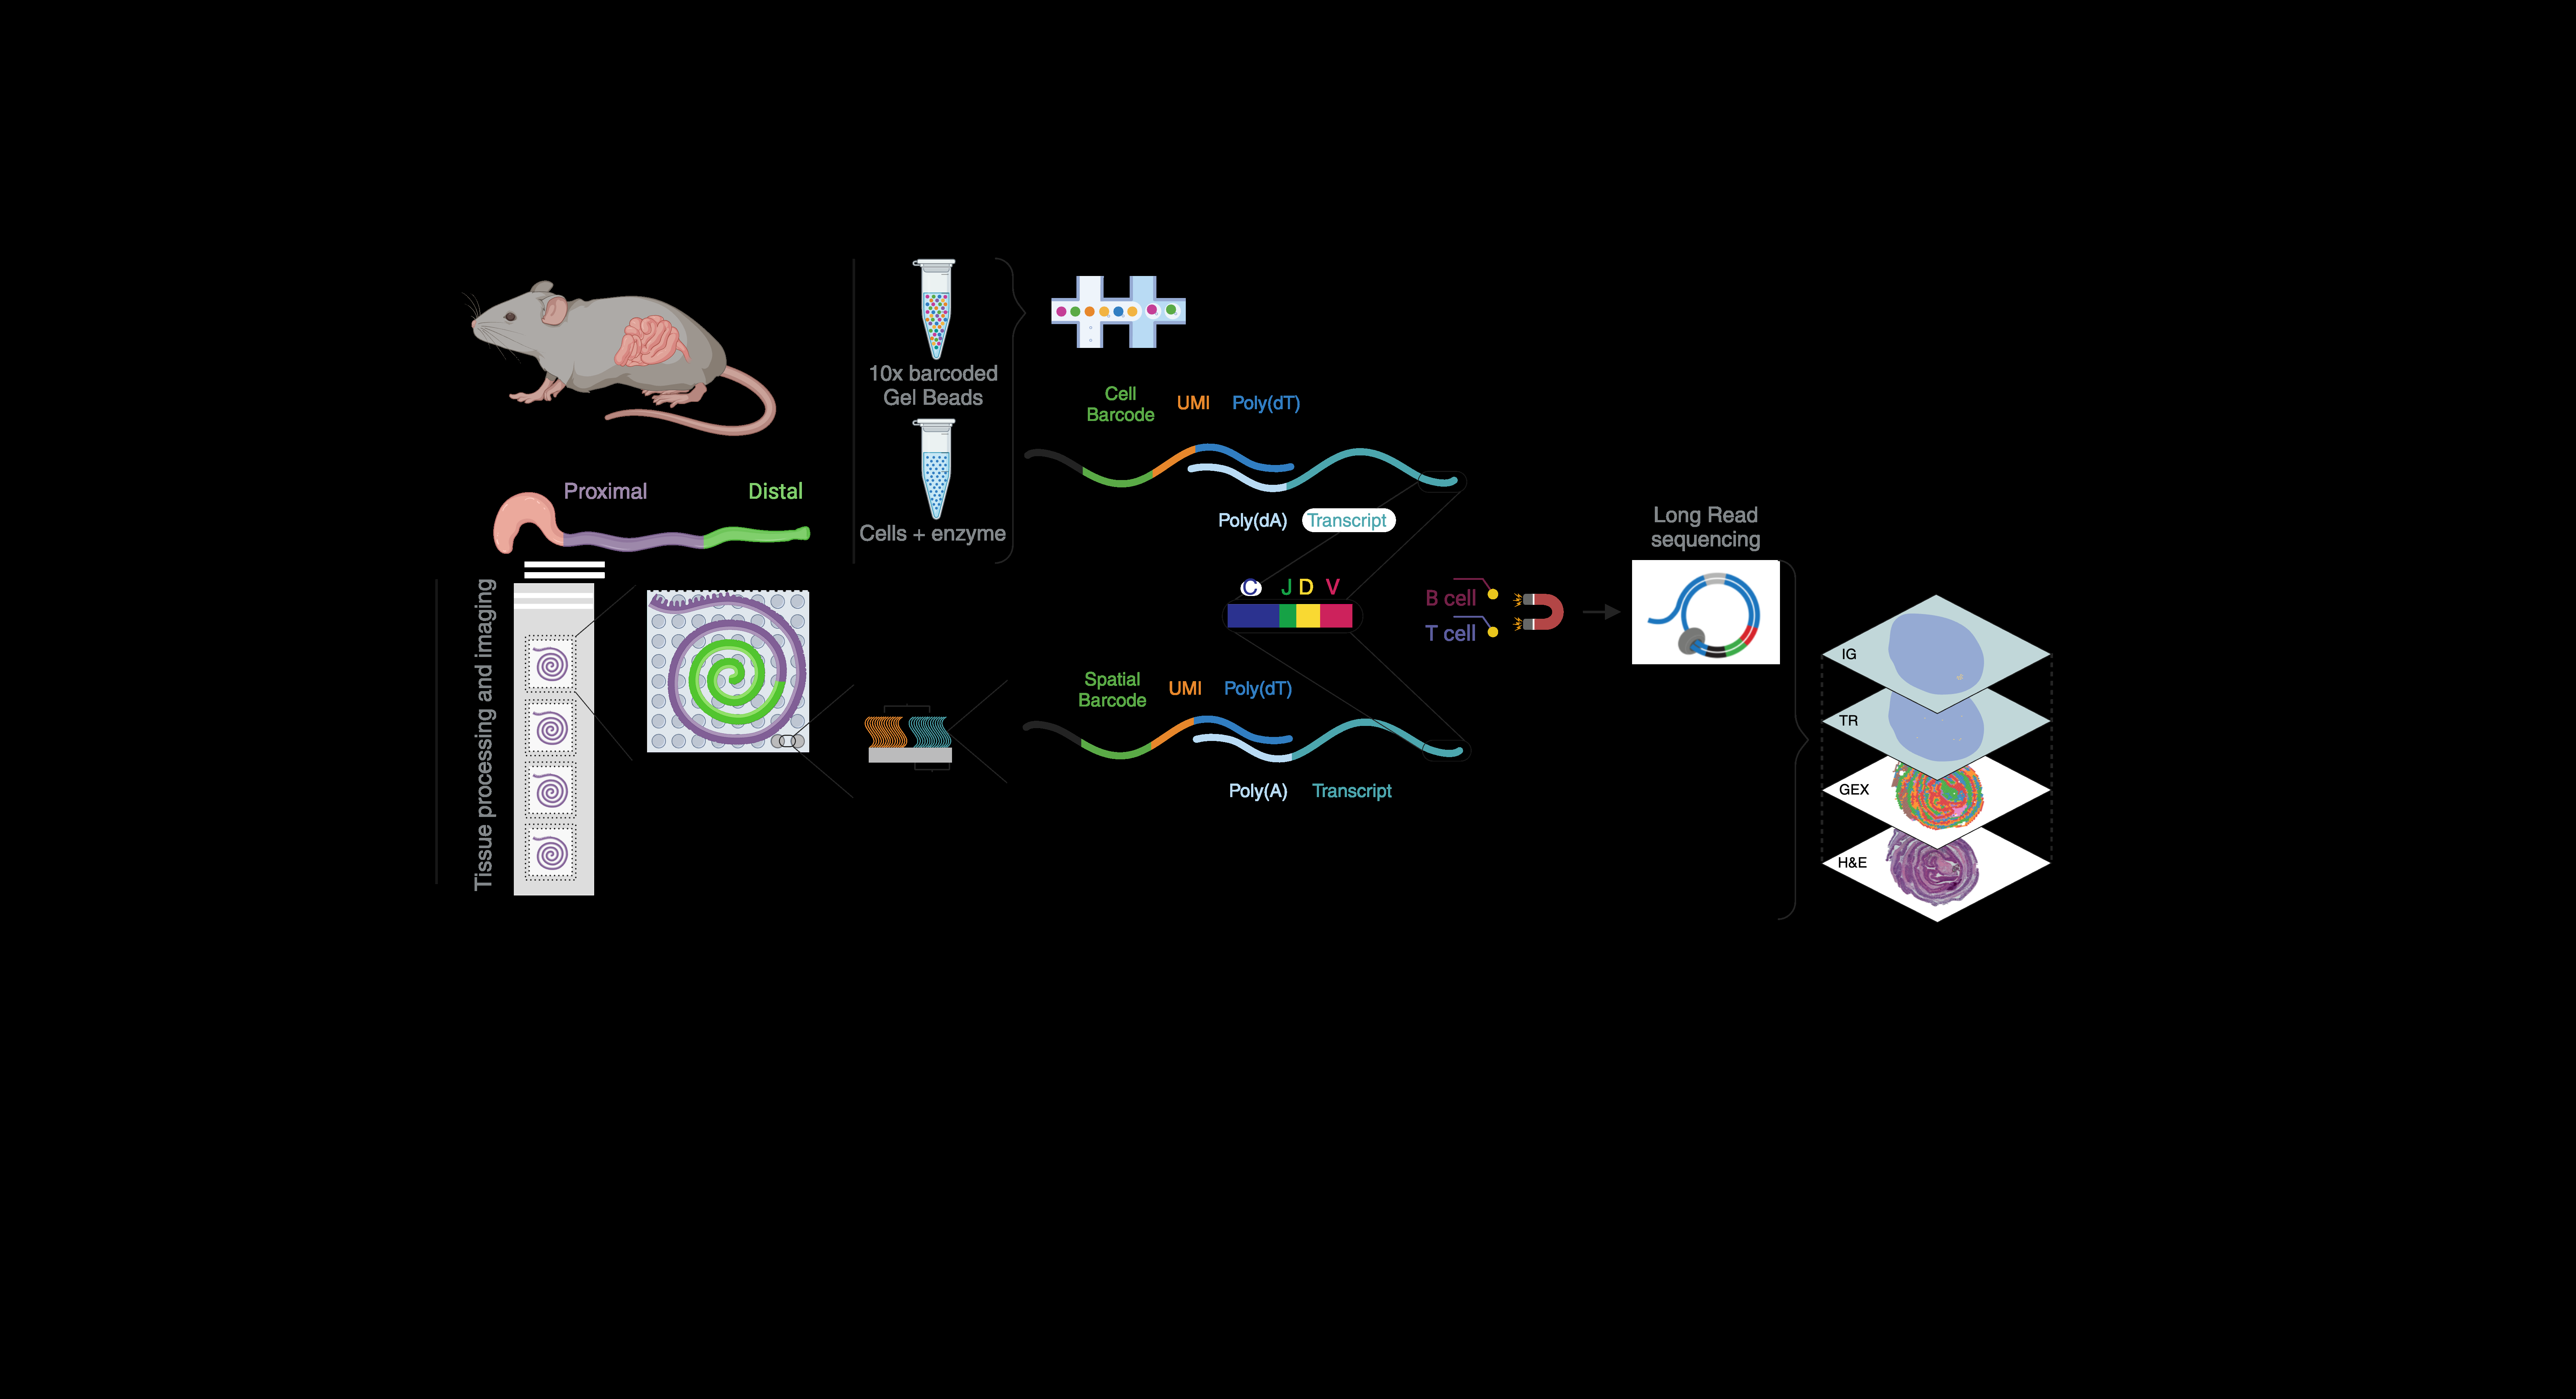 10x barcoded
Gel Beads
Cells + enzyme
Proximal
Distal
Tissue processing and imaging
Cell
Barcode
UMI
Poly(dT)
Poly(dA)
Transcript
C
J
D
V
B cell
T cell
Spatial
Barcode
UMI
Poly(dT)
Poly(A)
Transcript
Long Read
sequencing
IG
TR
GEX
H&E